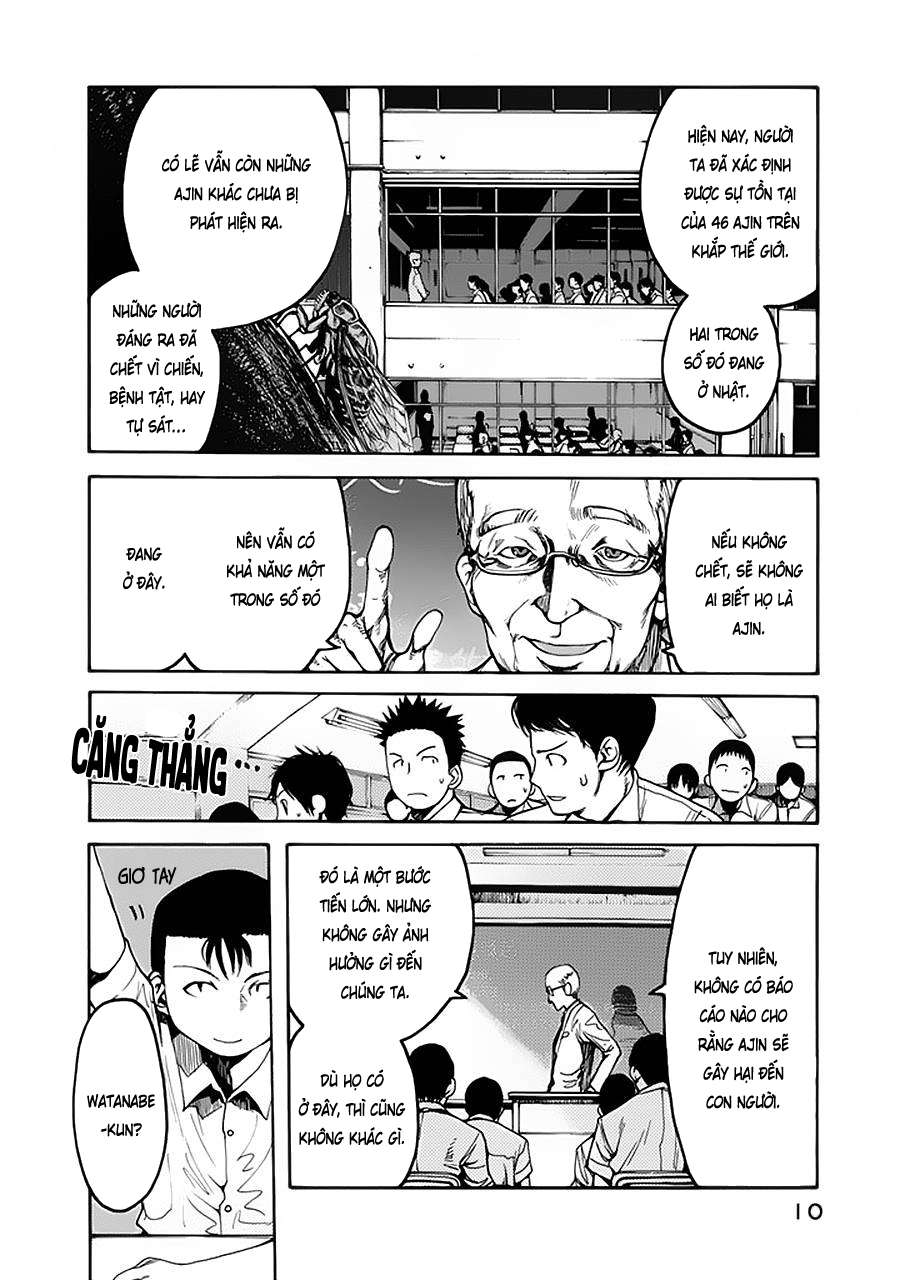 HIỆN NAY, NGƯỜI
TA ĐÃ XÁC ĐỊNH
ĐƯỢC SỰ TỒN TẠI
CỦA 46 AJIN TRÊN
KHẮP THẾ GIỚI.
HAI TRONG
SỐ ĐÓ ĐANG
Ở NHẬT.
CÓ LẼ VẪN CÒN NHỮNG
AJIN KHÁC CHƯA BỊ
PHÁT HIỆN RA.
NHỮNG NGƯỜI
ĐÁNG RA ĐÃ
CHẾT VÌ CHIẾN,
BỆNH TẬT, HAY
TỰ SÁT...
NẾU KHÔNG
CHẾT, SẼ KHÔNG
AI BIẾT HỌ LÀ
AJIN.
NÊN VẪN CÓ
KHẢ NĂNG MỘT
TRONG SỐ ĐÓ
ĐANG
Ở ĐÂY.
CĂNG THẲNG...
TUY NHIÊN,
KHÔNG CÓ BÁO
CÁO NÀO CHO
RẰNG AJIN SẼ
GÂY HẠI ĐẾN
CON NGƯỜI.
ĐÓ LÀ MỘT BƯỚC
TIẾN LỚN. NHƯNG
KHÔNG GÂY ẢNH
HƯỞNG GÌ ĐẾN
CHÚNG TA.
DÙ HỌ CÓ
Ở ĐÂY, THÌ CŨNG
KHÔNG KHÁC GÌ.
GIƠ TAY
WATANABE
-KUN?
10